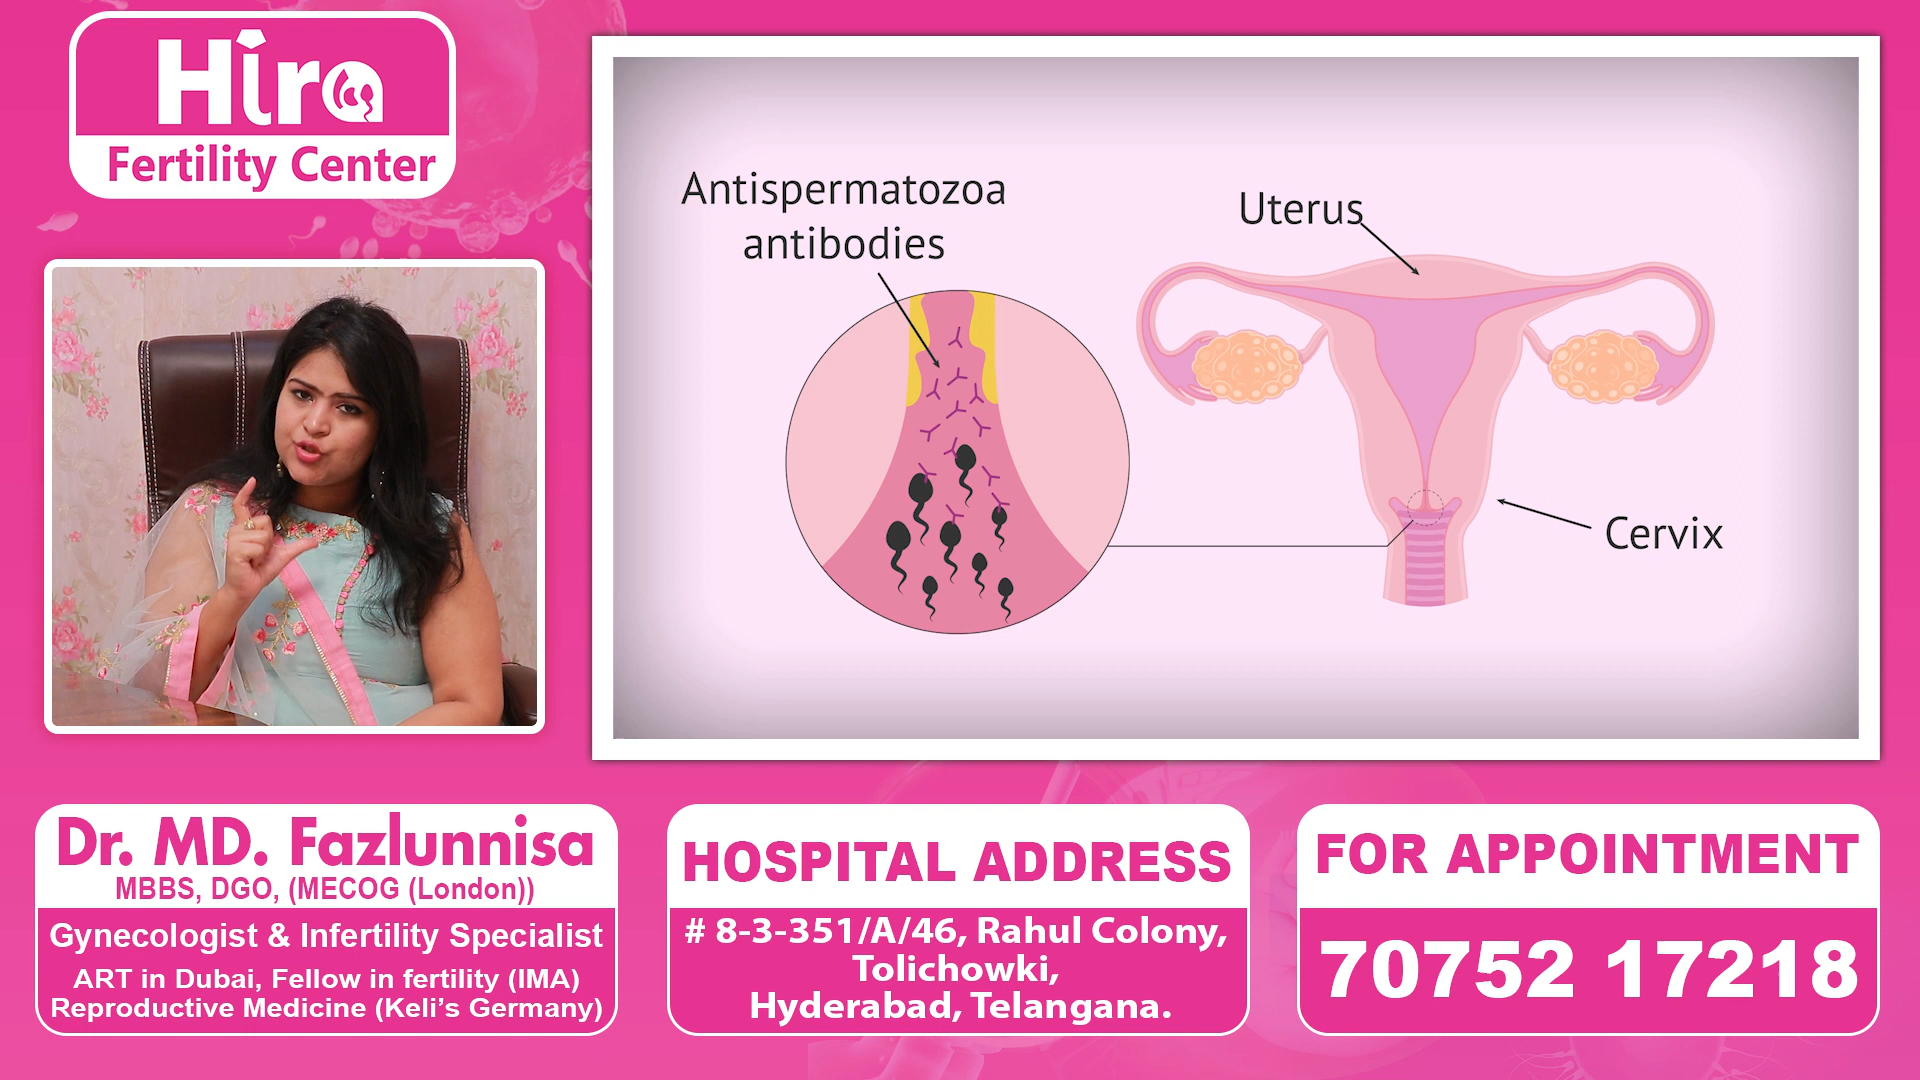 Hira
Fertility Center
Antispermatozoa
antibodies
Uterus
Cervix
Dr. MD. Fazlunnisa
MBBS, DGO, (MECOG (London))
Gynecologist & Infertility Specialist
ART in Dubai, Fellow in fertility (IMA)
Reproductive Medicine (Keli's Germany)
HOSPITAL ADDRESS
# 8-3-351/A/46, Rahul Colony,
Tolichowki,
Hyderabad, Telangana.
FOR APPOINTMENT
70752 17218